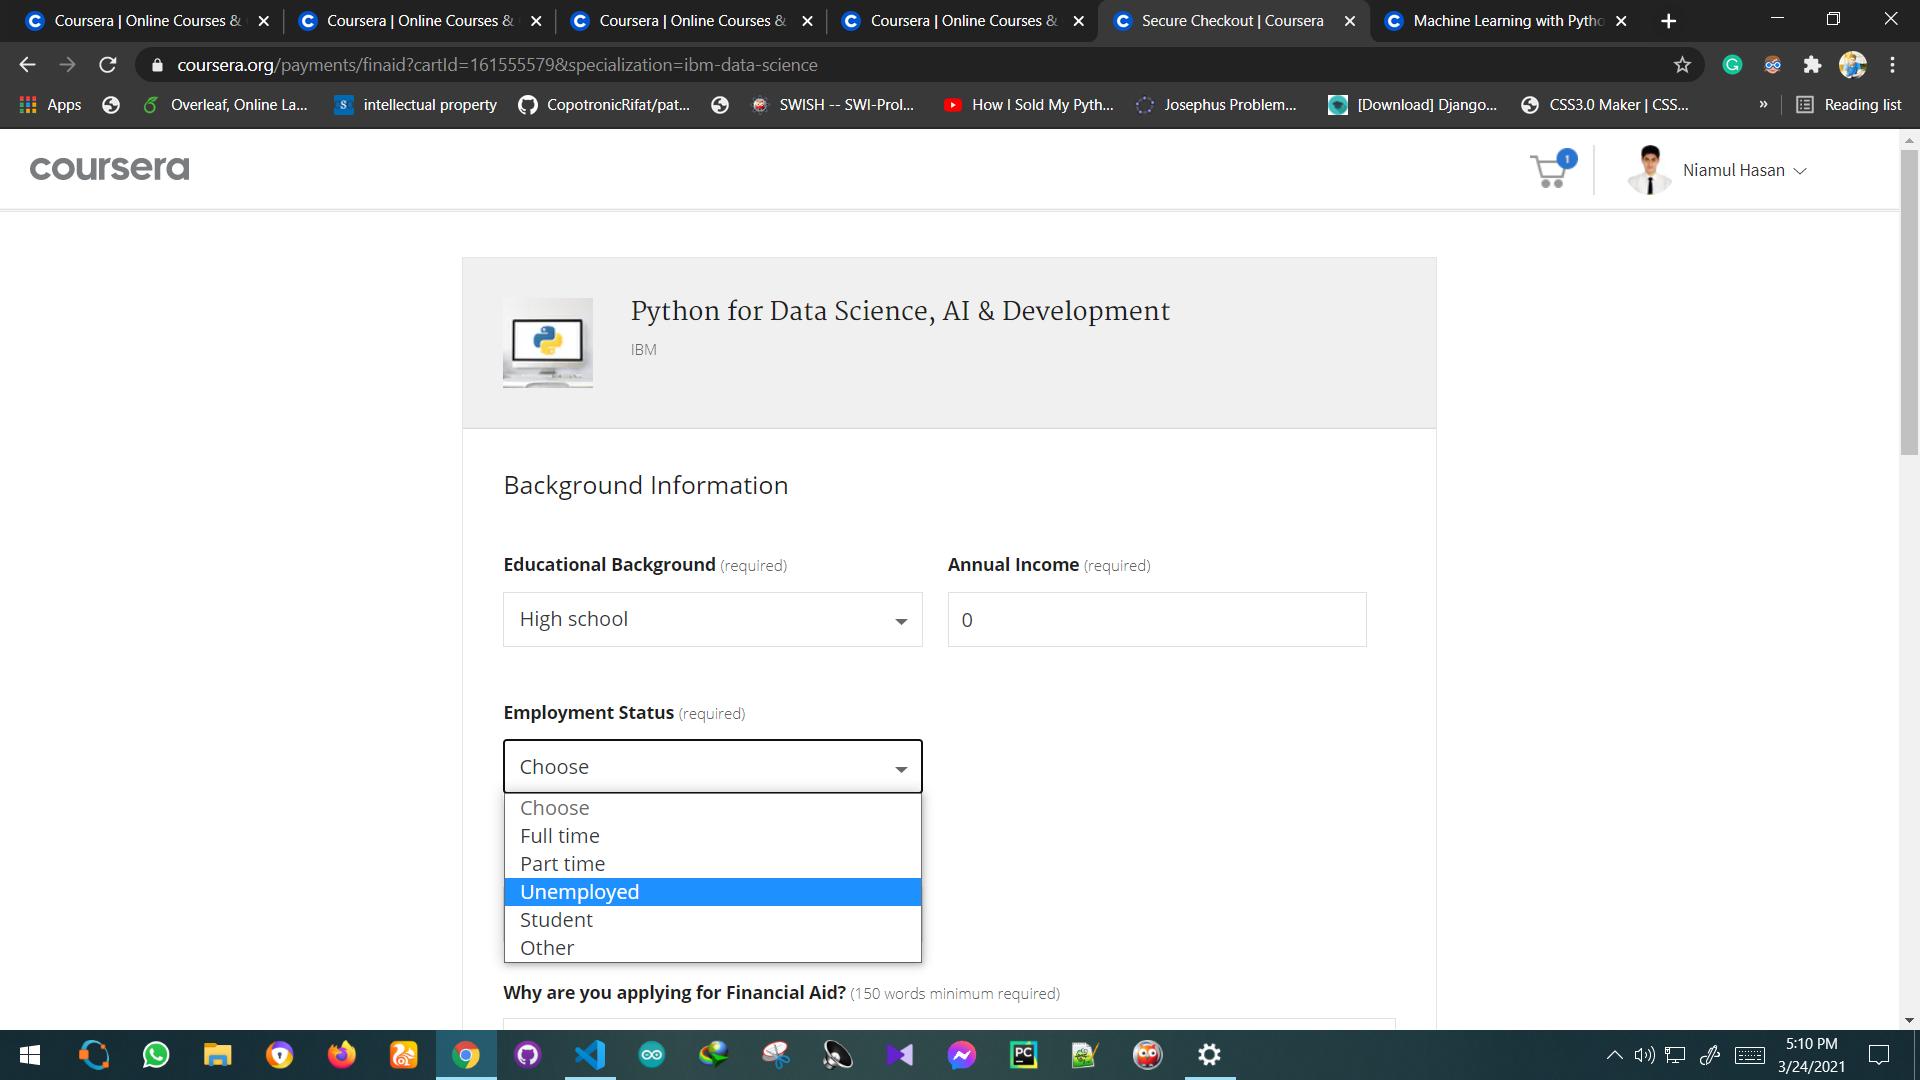 Coursera | Online Courses &
Coursera | Online Courses &
Coursera | Online Courses &
Coursera | Online Courses &
Secure Checkout | Coursera
Machine Learning with Pytho
coursera.org/payments/finaid?cartId=161555579&specialization=ibm-data-science
Apps
Overleaf, Online La...
S
intellectual property
CopotronicRifat/pat...
SWISH -- SWI-Prol...
How I Sold My Pyth...
Josephus Problem...
[Download] Django...
CSS3.0 Maker | CSS...
»
Reading list
coursera
1
Niamul Hasan
Python for Data Science, AI & Development
IBM
Background Information
Educational Background (required)
Annual Income (required)
High school
0
Employment Status (required)
Choose
Choose
Full time
Part time
Unemployed
Student
Other
Why are you applying for Financial Aid? (150 words minimum required)
PC
5:10 PM
3/24/2021